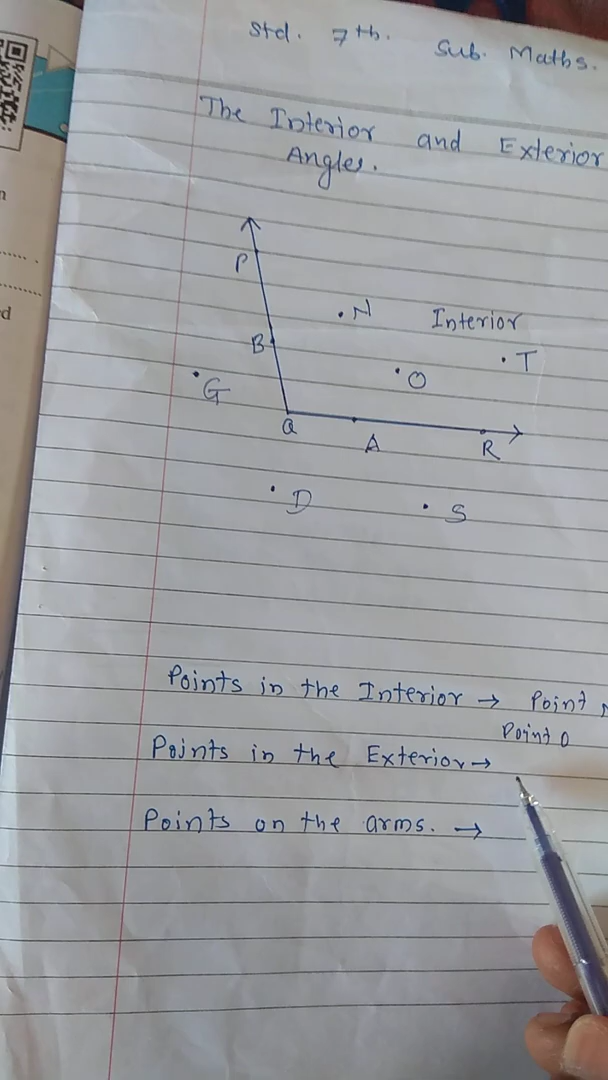 Std. 7th. Sub. Maths.
The Interior and Exterior
Angles.
P
N Interior
B
T
O
G
Q
A
R
D
S
Points in the Interior → Point
Point O
Points in the Exterior →
Points on the arms. →